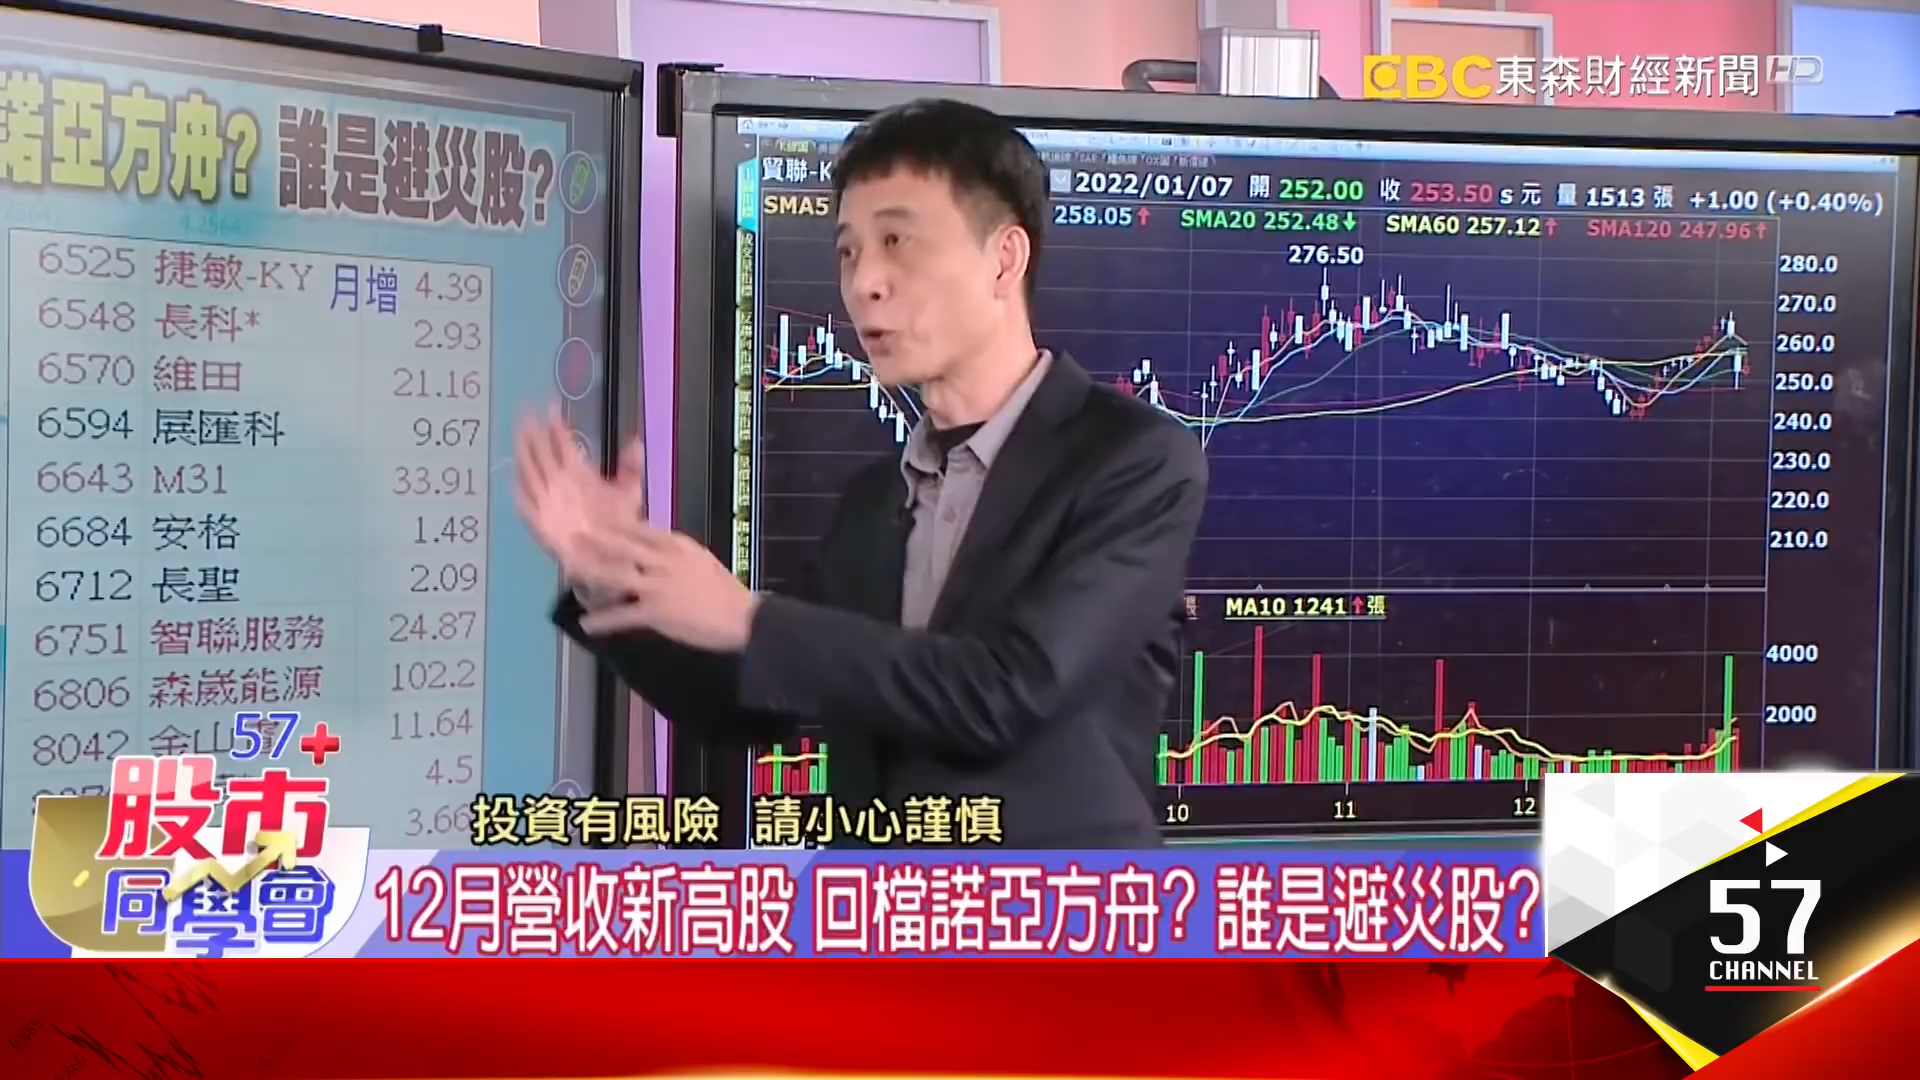 EBC東森財經新聞HD
諾亞方舟? 誰是避災股?
6525 捷敏-KY 月增 4.39
6548 長科* 2.93
6570 維田 21.16
6594 展匯科 9.67
6643 M31 33.91
6684 安格 1.48
6712 長聖 2.09
6751 智聯服務 24.87
6806 森崴能源 102.2
8042 金山電 11.64
4.5
3.66
貿聯-K
2022/01/07 開 252.00 收 253.50 s 元 量 1513 張 +1.00 (+0.40%)
SMA5 258.05↑ SMA20 252.48↓ SMA60 257.12↑ SMA120 247.96↑
276.50
280.0
270.0
260.0
250.0
240.0
230.0
220.0
210.0
MA10 1241↑張
4000
2000
10 11 12
投資有風險 請小心謹慎
57+
股市
同學會
12月營收新高股 回檔諾亞方舟? 誰是避災股?
57
CHANNEL